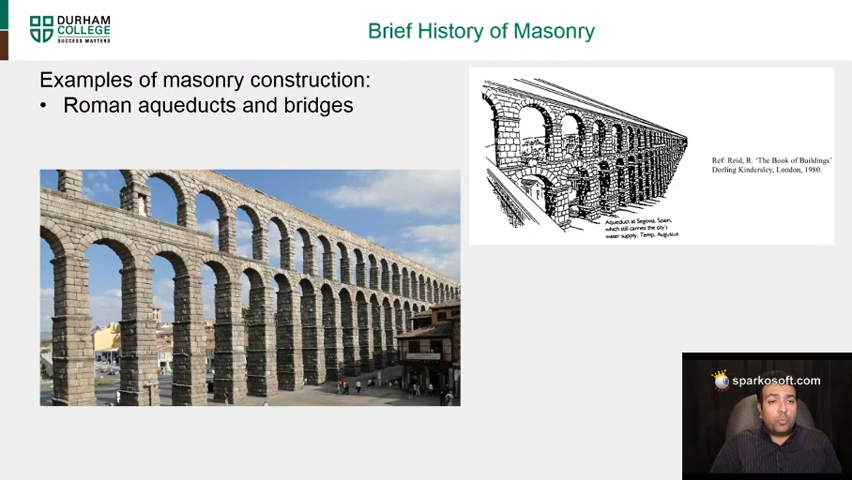 DURHAM
COLLEGE
SUCCESS MATTERS
Brief History of Masonry
Examples of masonry construction:
• Roman aqueducts and bridges
Ref: Reid, R. ‘The Book of Buildings’
Dorling Kindersley, London, 1980.
Aqueduct at Segovia, Spain,
which still carries the city's
water supply. Temp, Augustus
sparkosoft.com